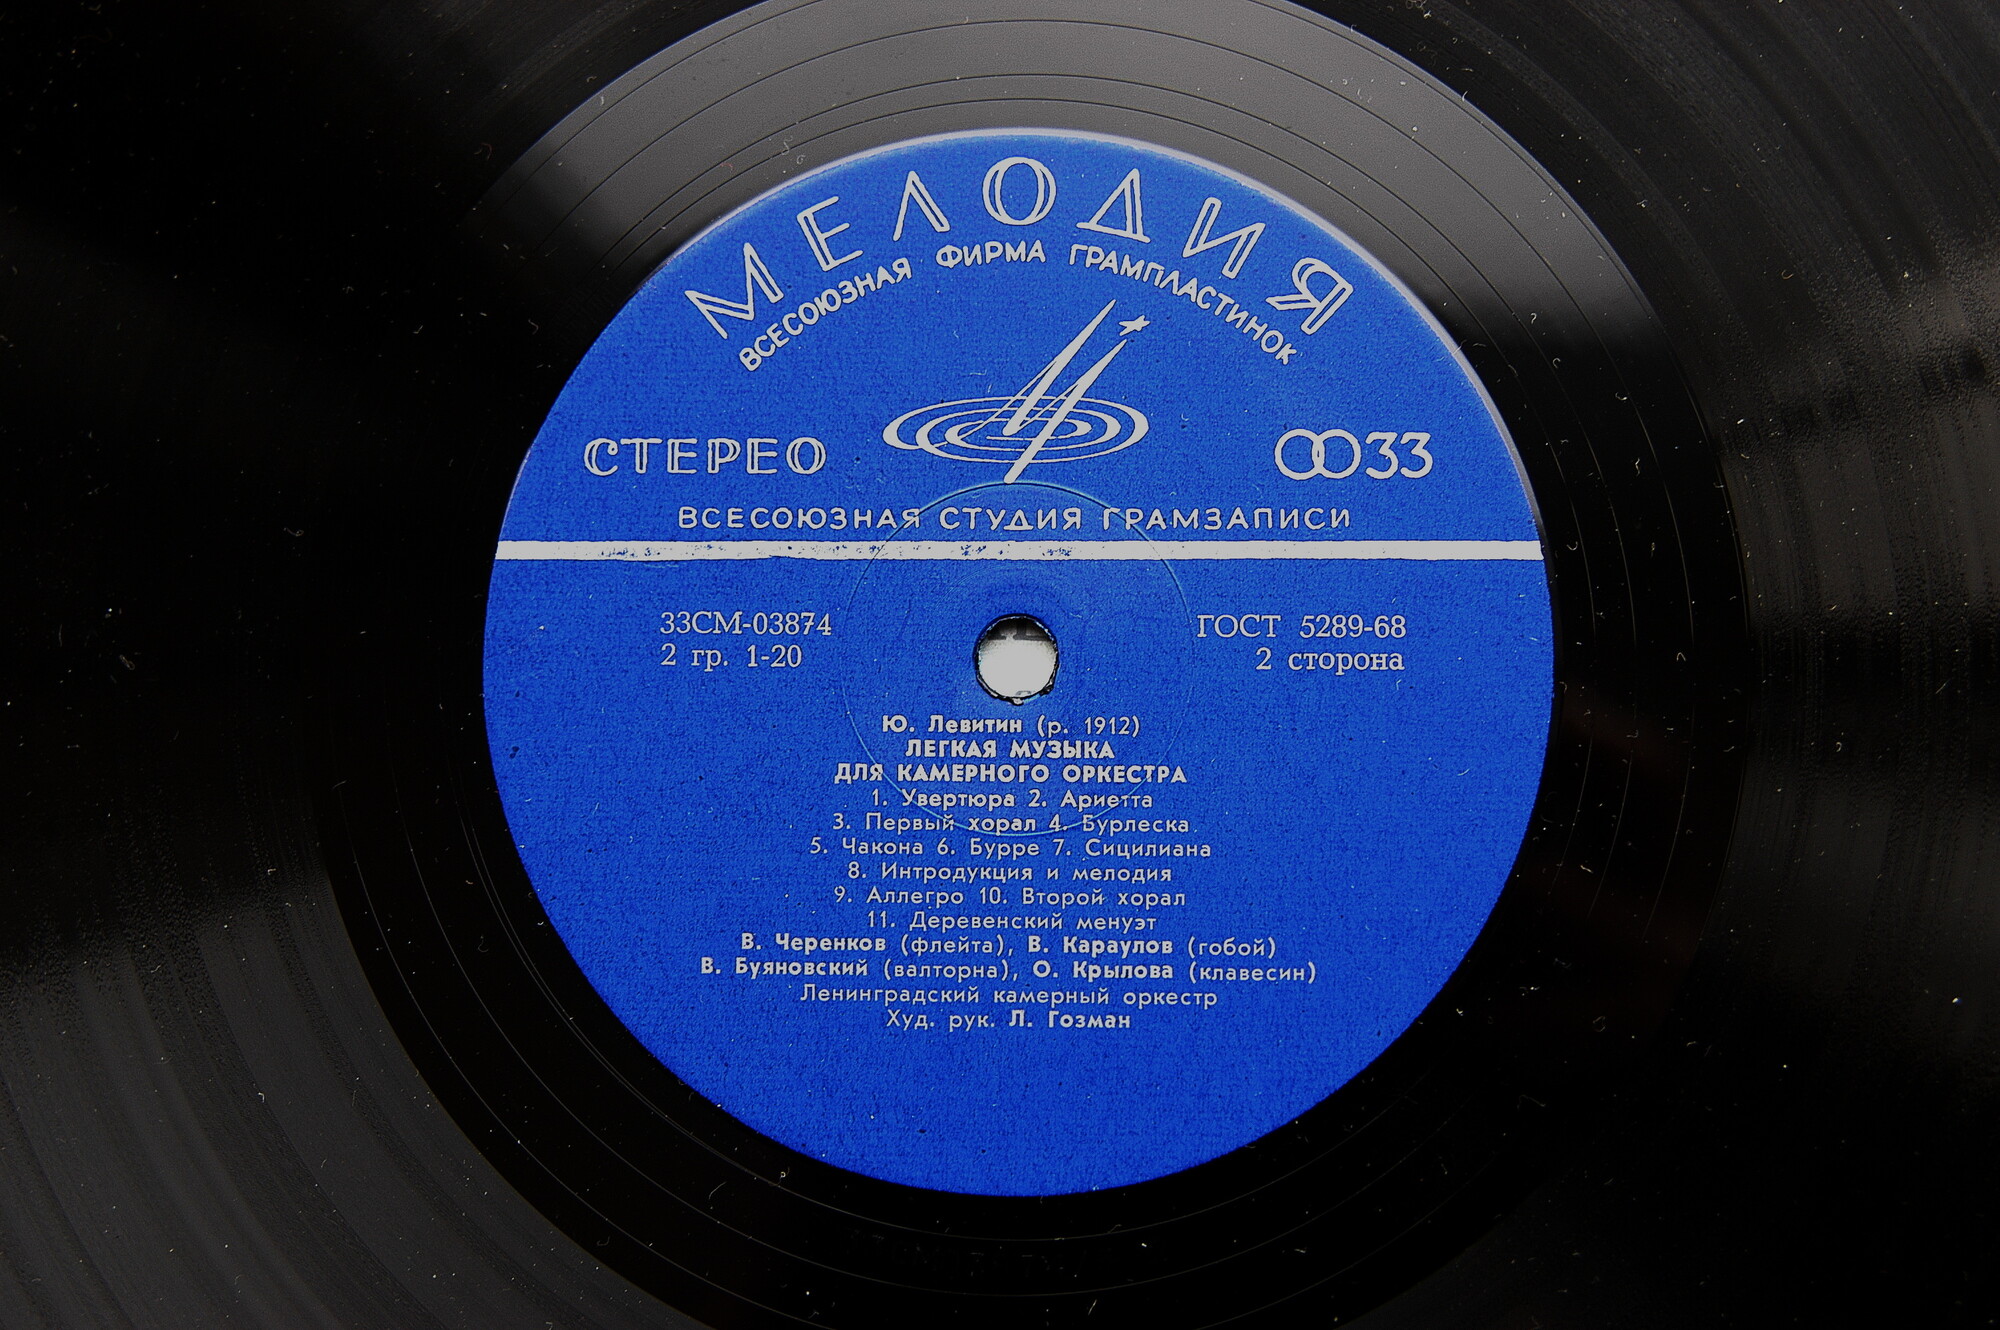 МЕЛОДИЯ
ВСЕСОЮЗНАЯ ФИРМА ГРАМПЛАСТИНОК
СТЕРЕО
33
ВСЕСОЮЗНАЯ СТУДИЯ ГРАМЗАПИСИ
33СМ-03874
2 гр. 1-20
ГОСТ 5289-68
2 сторона
Ю. Левитин (р. 1912)
ЛЕГКАЯ МУЗЫКА
ДЛЯ КАМЕРНОГО ОРКЕСТРА
1. Увертюра 2. Ариетта
3. Первый хорал 4. Бурлеска
5. Чакона 6. Бурре 7. Сицилиана
8. Интродукция и мелодия
9. Аллегро 10. Второй хорал
11. Деревенский менуэт
В. Черенков (флейта), В. Караулов (гобой)
В. Буяновский (валторна), О. Крылова (клавесин)
Ленинградский камерный оркестр
Худ. рук. Л. Гозман